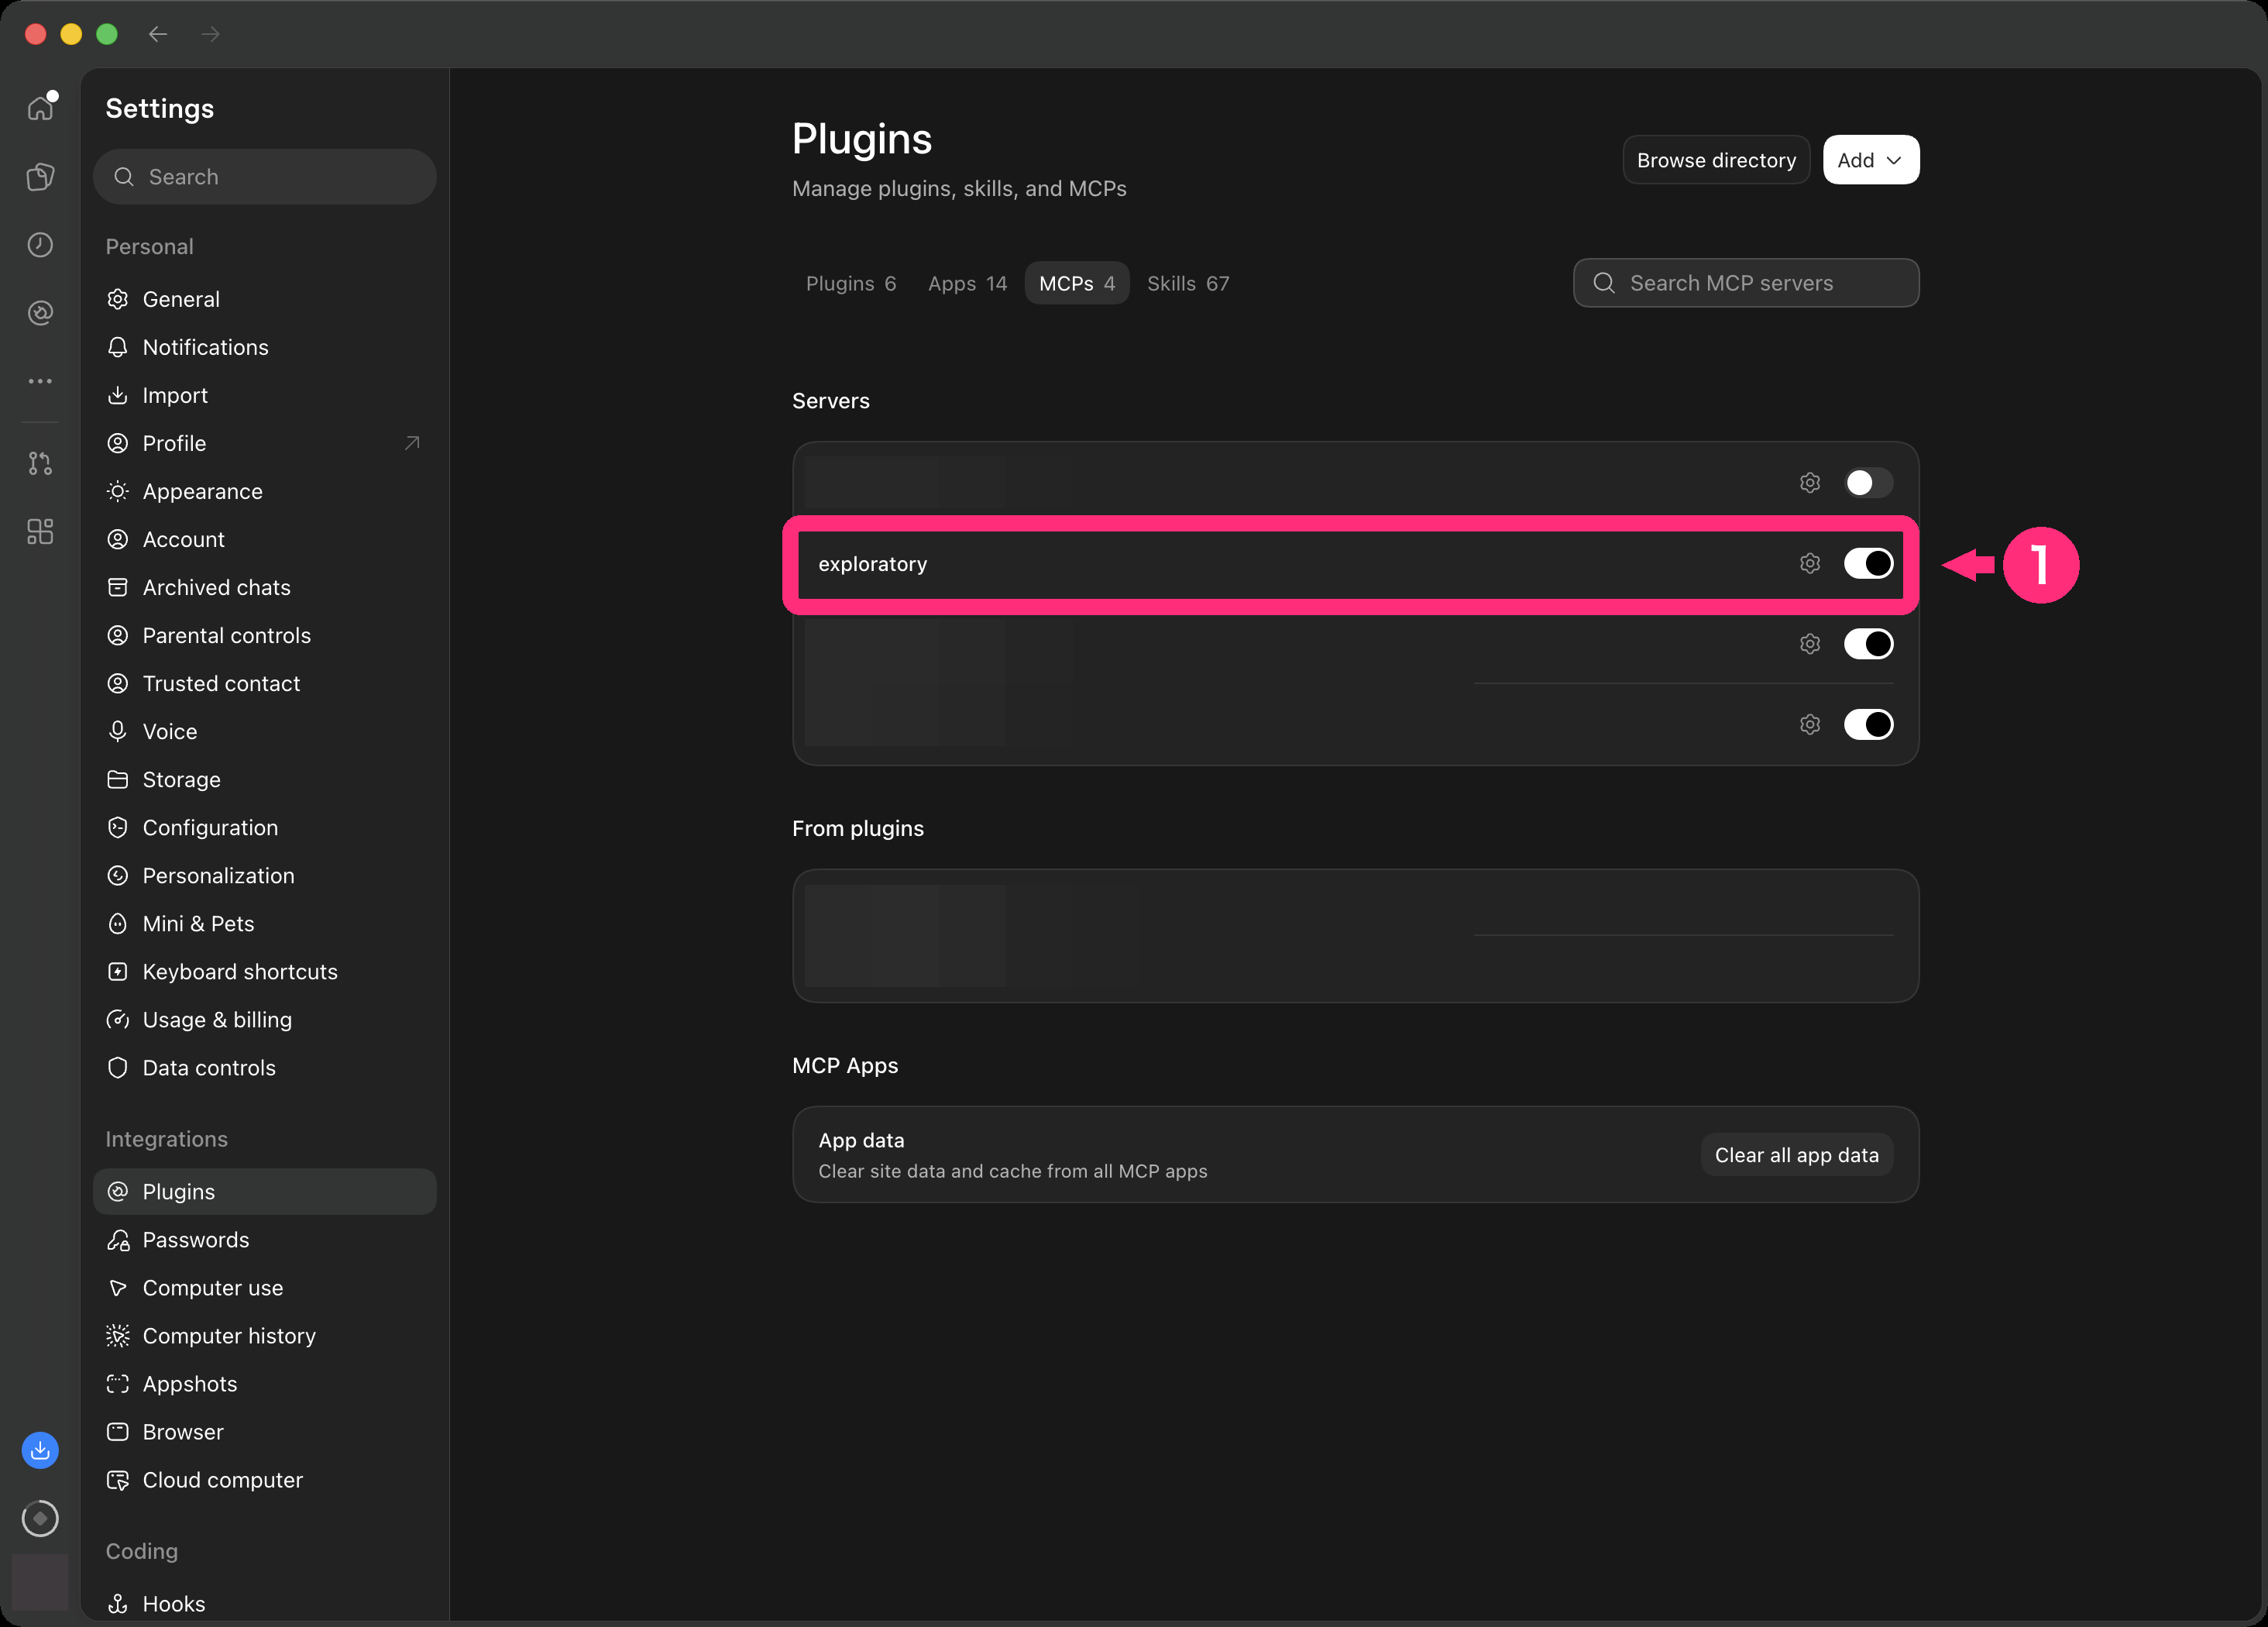 Settings
Search
Personal
General
Notifications
Import
Profile
Appearance
Account
Archived chats
Parental controls
Trusted contact
Voice
Storage
Configuration
Personalization
Mini & Pets
Keyboard shortcuts
Usage & billing
Data controls
Integrations
Plugins
Passwords
Computer use
Computer history
Appshots
Browser
Cloud computer
Coding
Hooks
Plugins
Manage plugins, skills, and MCPs
Browse directory
Add
Plugins 6
Apps 14
MCPs 4
Skills 67
Search MCP servers
Servers
exploratory
1
From plugins
MCP Apps
App data
Clear site data and cache from all MCP apps
Clear all app data